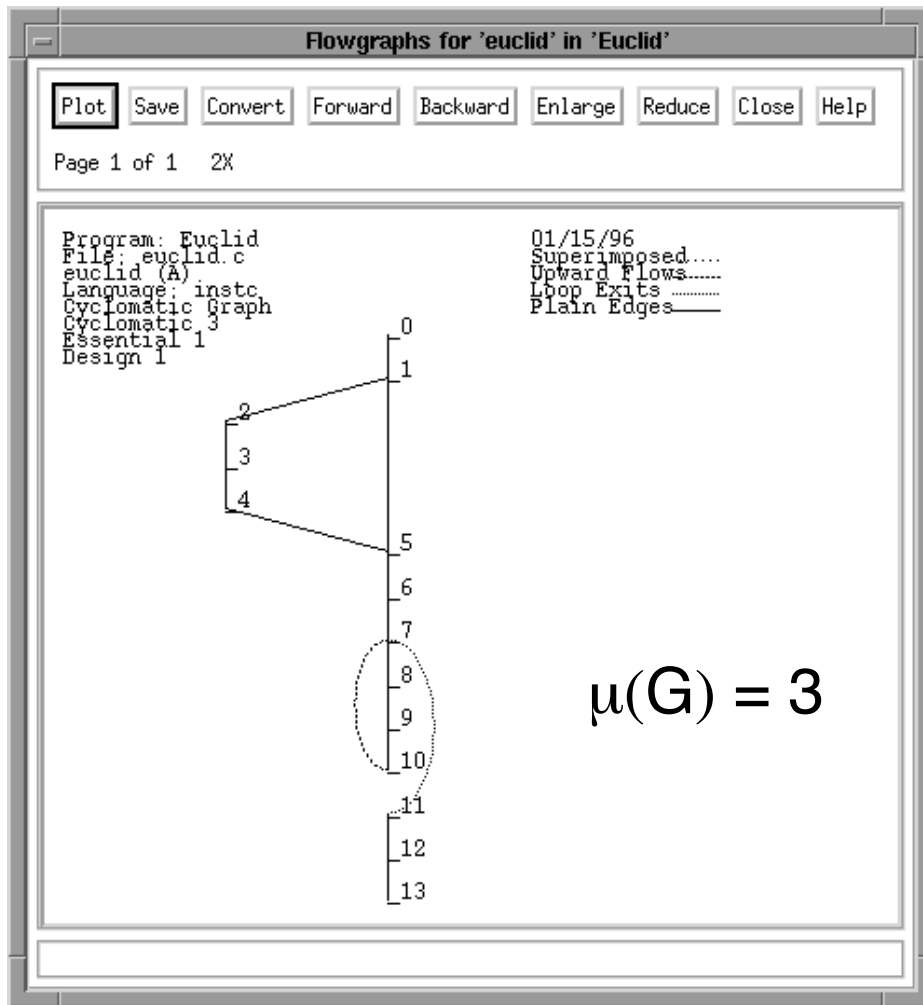 Flowgraphs for 'euclid' in 'Euclid'
Plot Save Convert Forward Backward Enlarge Reduce Close Help
Page 1 of 1 2X
Program: Euclid
File: euclid.c
euclid (A)
Language: instc
Cyclomatic Graph
Cyclomatic 3
Essential 1
Design 1
01/15/96
Superimposed....
Upward Flows......
Loop Exits ..........
Plain Edges
0
1
2
3
4
5
6
7
8
9
10
11
12
13
μ(G) = 3